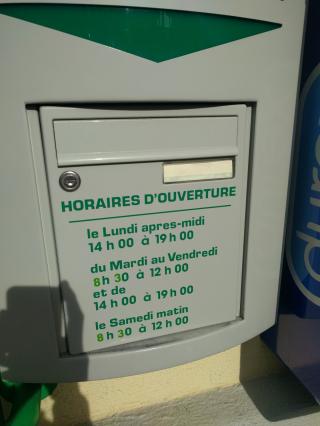 HORAIRES D'OUVERTURE
le Lundi apres-midi
14 h 00 à 19 h 00
du Mardi au Vendredi
8 h 30 à 12 h 00
et de
14 h 00 à 19 h 00
le Samedi matin
8 h 30 à 12 h 00